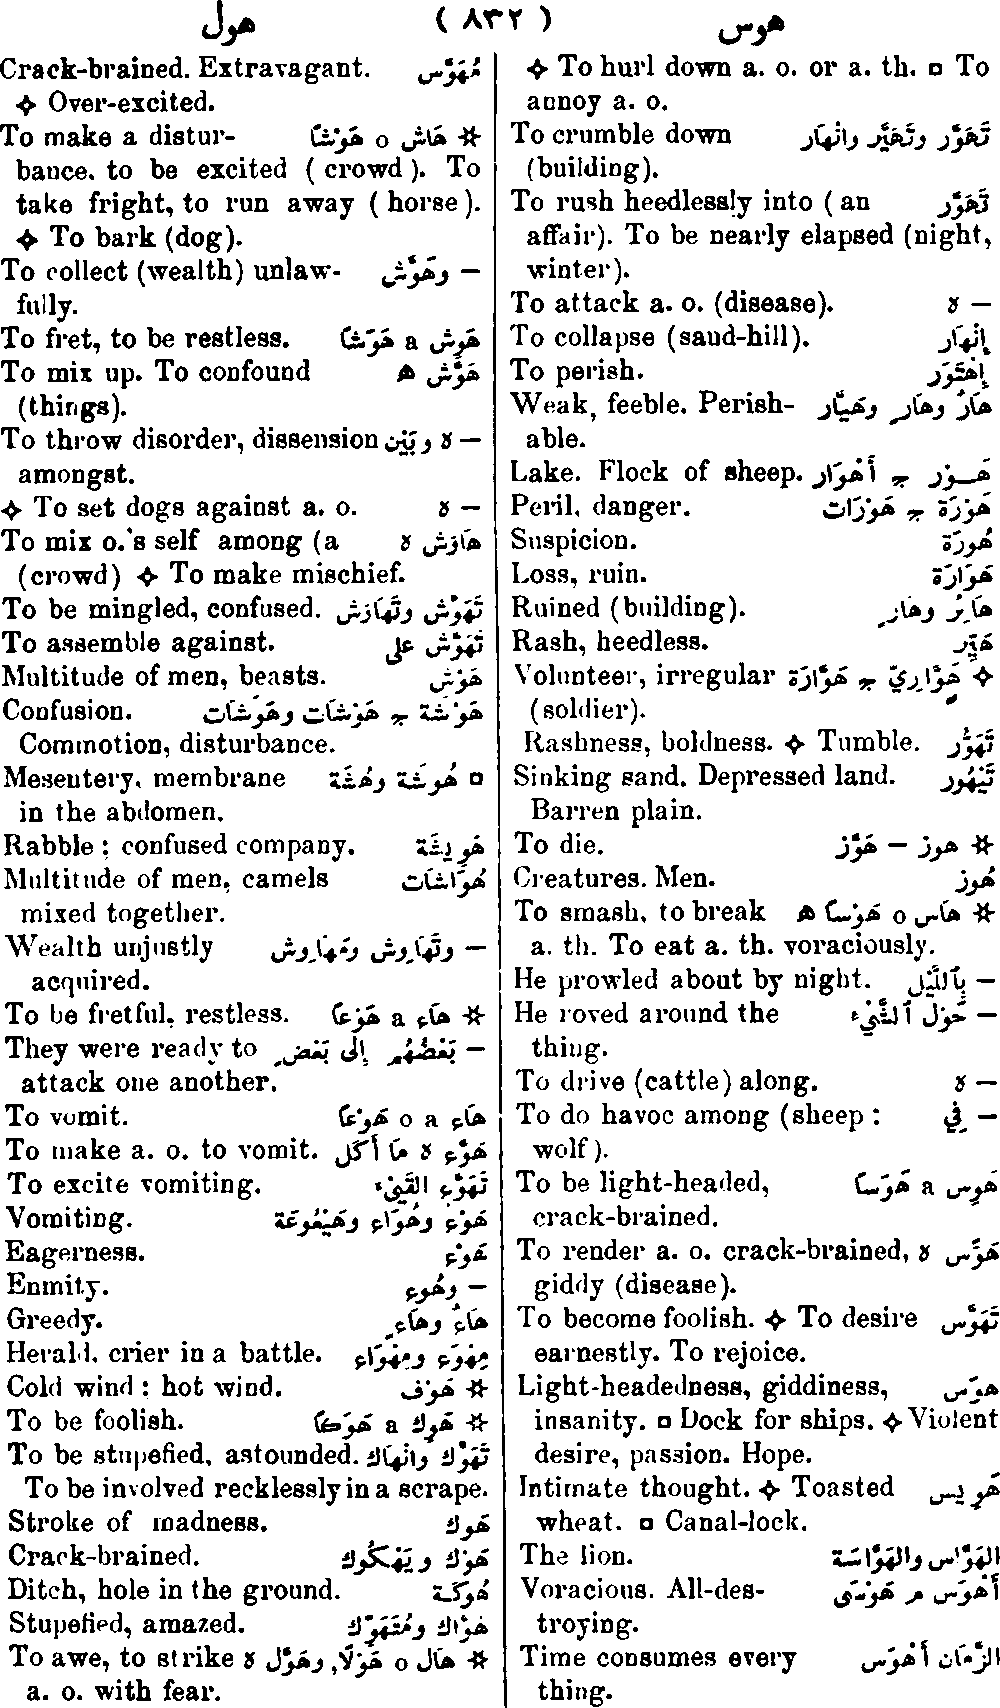 هوس ( ٨٣٢ ) هول
✧ To hurl down a. o. or a. th. ▫ To
annoy a. o.
To crumble down تَهَوَّر وتَهَيَّر وانْهَار
(building).
To rush heedlessly into ( an تَهَوَّر
affair). To be nearly elapsed (night,
winter).
To attack a. o. (disease). – ه
To collapse (sand-hill). إِنْهَار
To perish. إِهْتَوَر
Weak, feeble. Perish- هَارٌ وهَارٍ وهَيَّار
able.
Lake. Flock of sheep. هَـوْر ج أَهْوَار
Peril, danger. هَوْرَة ج هَوْرَات
Suspicion. هُورَة
Loss, ruin. هَوَارَة
Ruined (building). هَائِر وهَارٍ
Rash, heedless. هَيِّر
Volunteer, irregular ✧ هَوَّارِيّ ج هَوَّارَة
(soldier).
Rashness, boldness. ✧ Tumble. تَهَوُّر
Sinking sand. Depressed land. تَيْهُور
Barren plain.
To die. ✲ هوز – هَوَّز
Creatures. Men. هُوز
To smash, to break ✲ هَاس o هَوْسًا ه
a. th. To eat a. th. voraciously.
He prowled about by night. – بِٱللَّيْل
He roved around the – حَوْل ٱلشَّيْء
thing.
To drive (cattle) along. – ه
To do havoc among (sheep : – فِي
wolf).
To be light-headed, هَوِس a هَوَسًا
crack-brained.
To render a. o. crack-brained, هَوَّس ه
giddy (disease).
To become foolish. ✧ To desire تَهَوَّس
earnestly. To rejoice.
Light-headedness, giddiness, هَوَس
insanity. ▫ Dock for ships. ✧ Violent
desire, passion. Hope.
Intimate thought. ✧ Toasted هَوِيس
wheat. ▫ Canal-lock.
The lion. الهَوَّاس والهَوَّاسَة
Voracious. All-des- أَهْوَس م هَوْسَى
troying.
Time consumes every الزَّمَان أَهْوَس
thing.
Crack-brained. Extravagant. مُهَوَّس
✧ Over-excited.
To make a distur- ✲ هَاش o هَوْشًا
bance. to be excited ( crowd ). To
take fright, to run away ( horse ).
✧ To bark (dog).
To collect (wealth) unlaw- – وهَوَّش
fully.
To fret, to be restless. هَوِش a هَوَشًا
To mix up. To confound هَوَّش ه
(things).
To throw disorder, dissension – ه وبَيْن
amongst.
✧ To set dogs against a. o. – ه
To mix o.'s self among (a هَاوَش ه
(crowd) ✧ To make mischief.
To be mingled, confused. تَهَوَّش وتَهَاوَش
To assemble against. تَهَوَّش على
Multitude of men, beasts. هَوْش
Confusion. هَوْشَة ج هَوْشَات وهَوَشَات
Commotion, disturbance.
Mesentery, membrane ▫ هُوشَة وهُشَّة
in the abdomen.
Rabble ; confused company. هَوِيشَة
Multitude of men, camels هُوَاشَات
mixed together.
Wealth unjustly – وتَهَاوِش ومَهَاوِش
acquired.
To be fretful, restless. ✲ هَاع a هَوَعًا
They were ready to – بَعْضُهُم إِلَى بَعْضٍ
attack one another.
To vomit. هَاع o a هَوْعًا
To make a. o. to vomit. هَوَّع ه مَا أَكَل
To excite vomiting. تَهَوَّع القَيْء
Vomiting. هَوْع وهُوَاع وهَيْعُوعَة
Eagerness. هَوْع
Enmity. – وهُوع
Greedy. هَاعٌ وهَاعٍ
Herald, crier in a battle. مِهْوَع ومِهْوَاع
Cold wind ; hot wind. ✲ هَوْف
To be foolish. ✲ هَوِك a هَوَكًا
To be stupefied, astounded. تَهَوَّك وانْهَاك
To be involved recklessly in a scrape.
Stroke of madness. هَوَك
Crack-brained. هَوْك ويَهْكُوك
Ditch, hole in the ground. هُوكَـة
Stupefied, amazed. هَوَّاك ومُتَهَوِّك
To awe, to strike ✲ هَال o هَوْلًا, وهَوَّل ه
a. o. with fear.